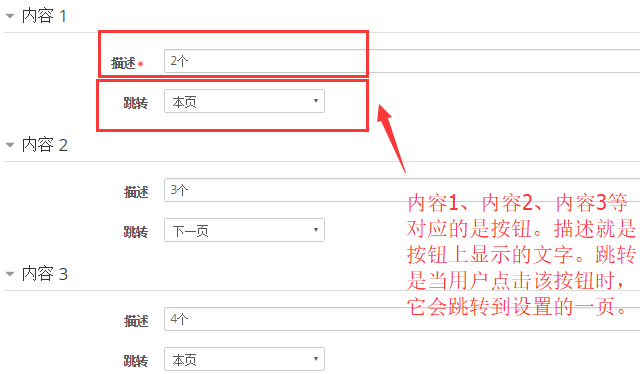 内容 1
描述* 2个
跳转 本页
内容 2
描述 3个
跳转 下一页
内容1、内容2、内容3等
对应的是按钮。描述就是
按钮上显示的文字。跳转
是当用户点击该按钮时，
它会跳转到设置的一页。
内容 3
描述 4个
跳转 本页